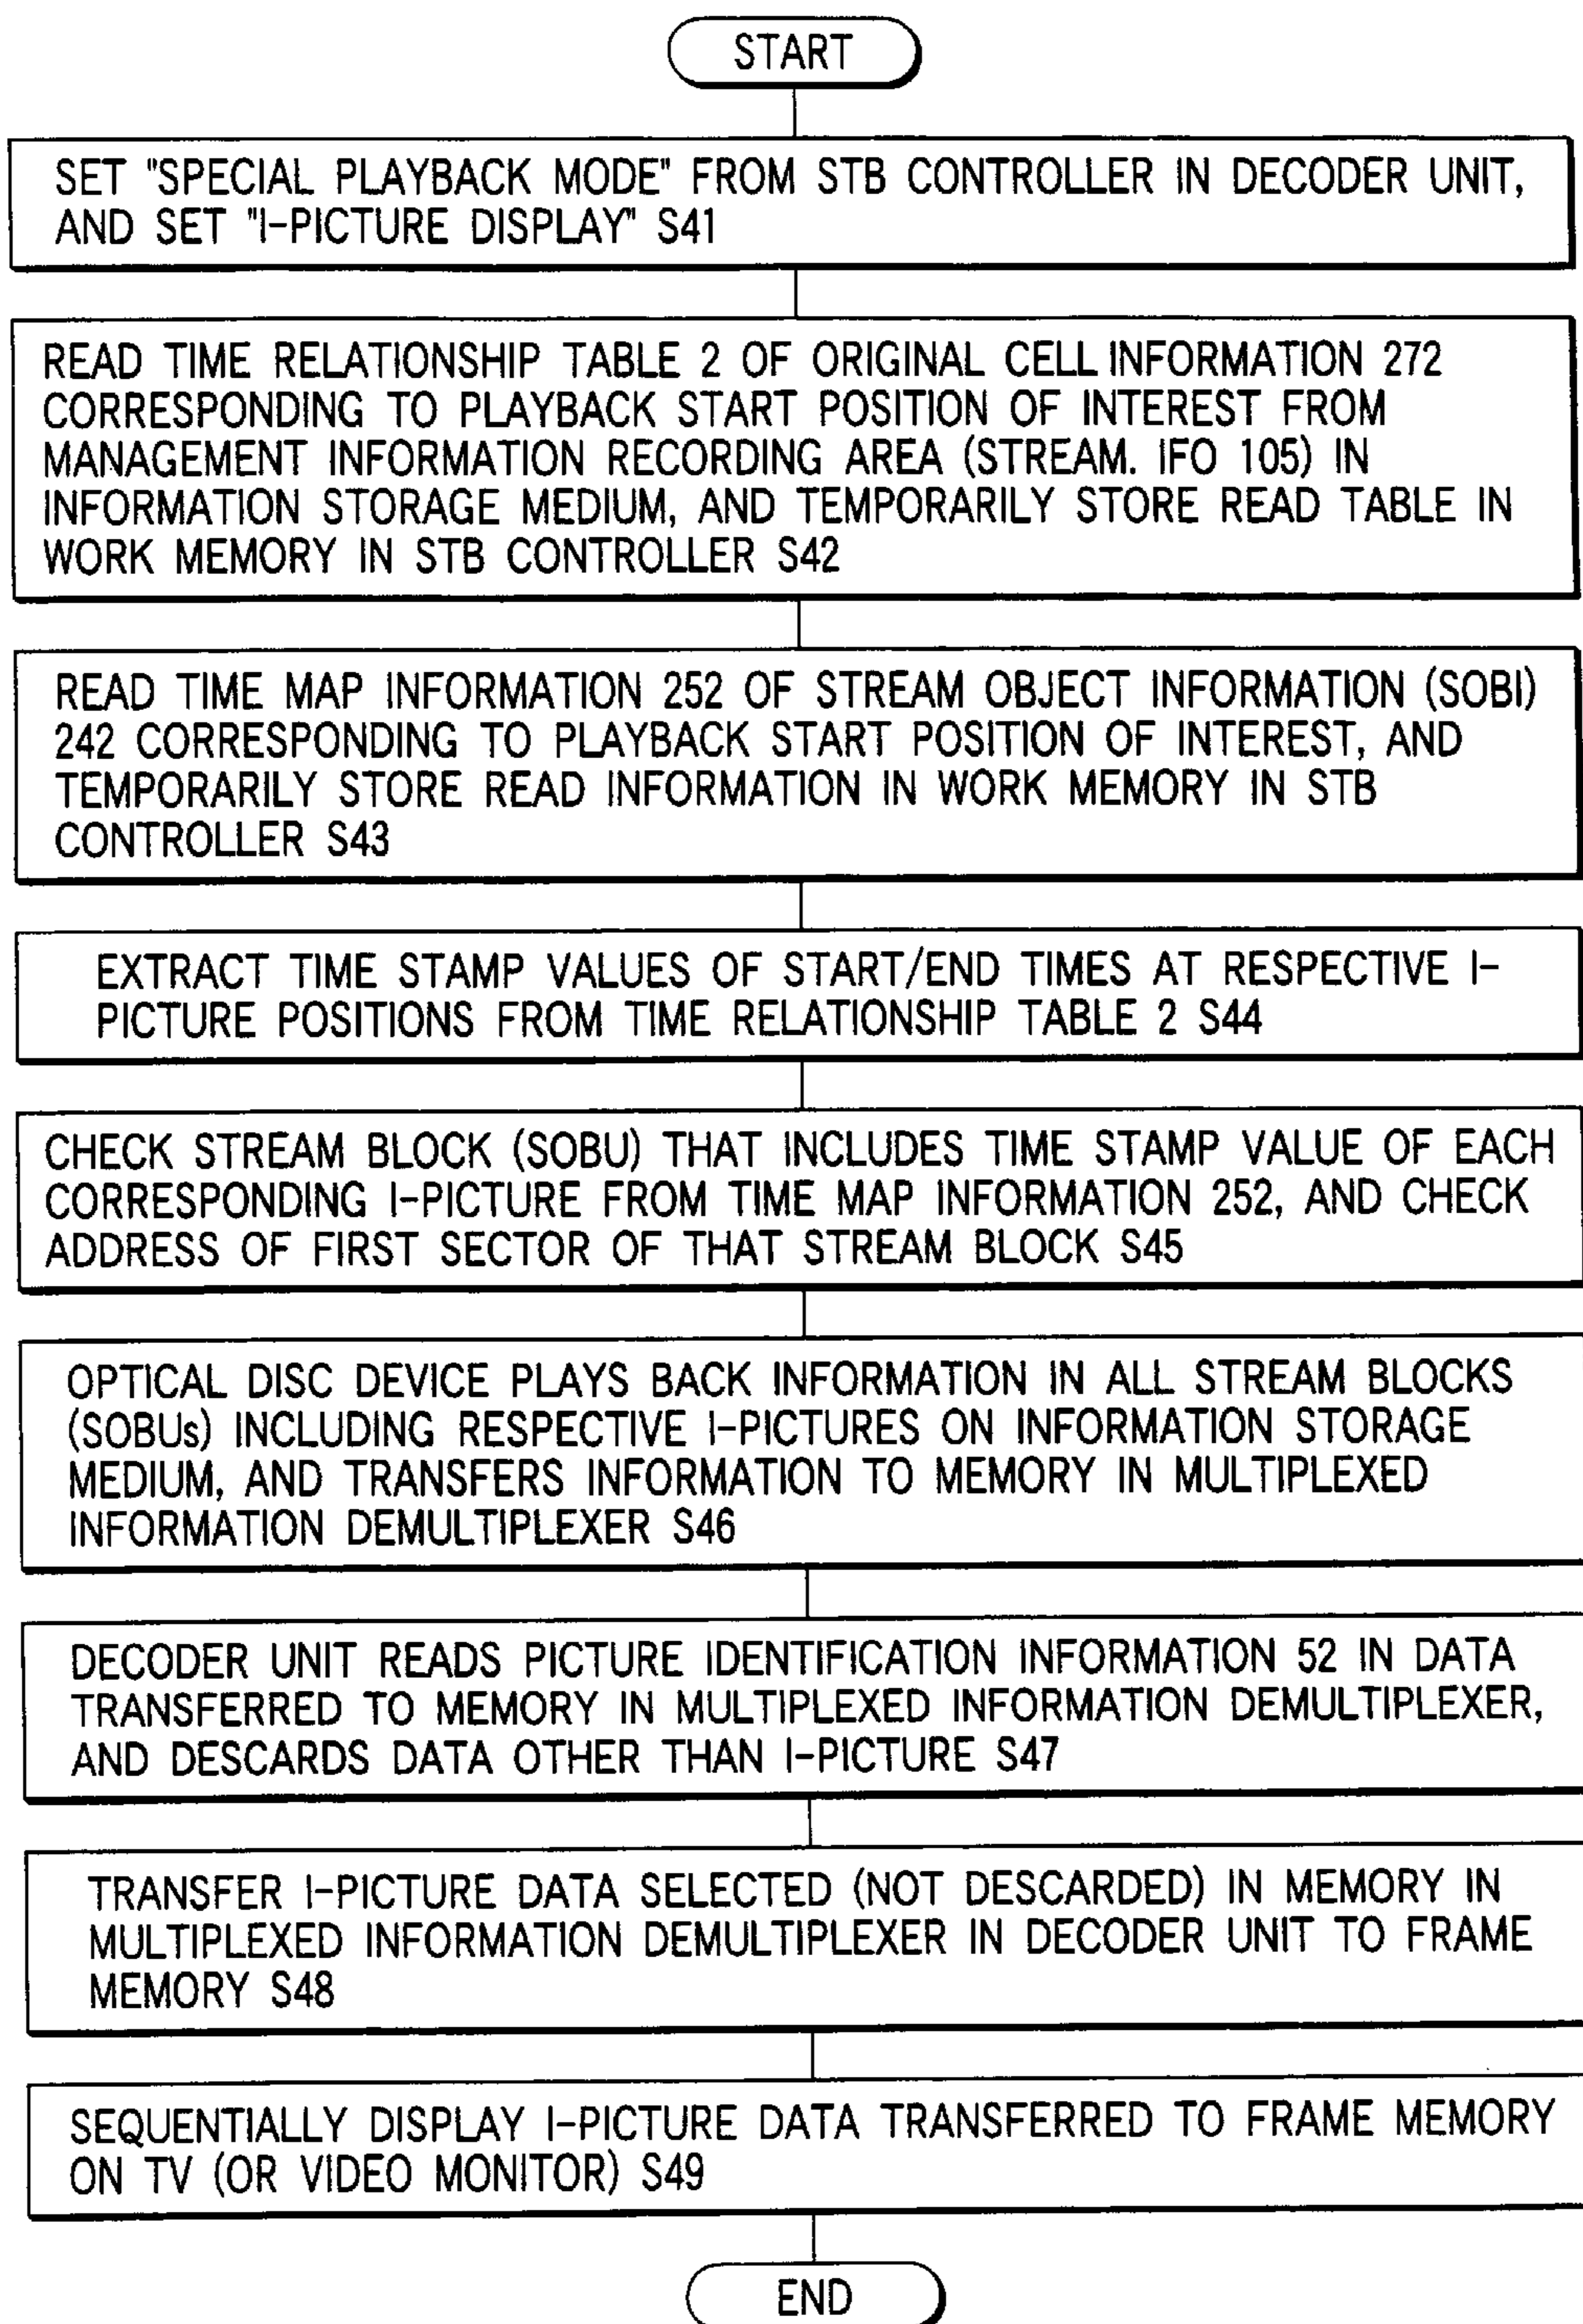 START
SET "SPECIAL PLAYBACK MODE" FROM STB CONTROLLER IN DECODER UNIT,
AND SET "I-PICTURE DISPLAY" S41
READ TIME RELATIONSHIP TABLE 2 OF ORIGINAL CELL INFORMATION 272
CORRESPONDING TO PLAYBACK START POSITION OF INTEREST FROM
MANAGEMENT INFORMATION RECORDING AREA (STREAM. IFO 105) IN
INFORMATION STORAGE MEDIUM, AND TEMPORARILY STORE READ TABLE IN
WORK MEMORY IN STB CONTROLLER S42
READ TIME MAP INFORMATION 252 OF STREAM OBJECT INFORMATION (SOBI)
242 CORRESPONDING TO PLAYBACK START POSITION OF INTEREST, AND
TEMPORARILY STORE READ INFORMATION IN WORK MEMORY IN STB
CONTROLLER S43
EXTRACT TIME STAMP VALUES OF START/END TIMES AT RESPECTIVE I-
PICTURE POSITIONS FROM TIME RELATIONSHIP TABLE 2 S44
CHECK STREAM BLOCK (SOBU) THAT INCLUDES TIME STAMP VALUE OF EACH
CORRESPONDING I-PICTURE FROM TIME MAP INFORMATION 252, AND CHECK
ADDRESS OF FIRST SECTOR OF THAT STREAM BLOCK S45
OPTICAL DISC DEVICE PLAYS BACK INFORMATION IN ALL STREAM BLOCKS
(SOBUs) INCLUDING RESPECTIVE I-PICTURES ON INFORMATION STORAGE
MEDIUM, AND TRANSFERS INFORMATION TO MEMORY IN MULTIPLEXED
INFORMATION DEMULTIPLEXER S46
DECODER UNIT READS PICTURE IDENTIFICATION INFORMATION 52 IN DATA
TRANSFERRED TO MEMORY IN MULTIPLEXED INFORMATION DEMULTIPLEXER,
AND DESCARDS DATA OTHER THAN I-PICTURE S47
TRANSFER I-PICTURE DATA SELECTED (NOT DESCARDED) IN MEMORY IN
MULTIPLEXED INFORMATION DEMULTIPLEXER IN DECODER UNIT TO FRAME
MEMORY S48
SEQUENTIALLY DISPLAY I-PICTURE DATA TRANSFERRED TO FRAME MEMORY
ON TV (OR VIDEO MONITOR) S49
END